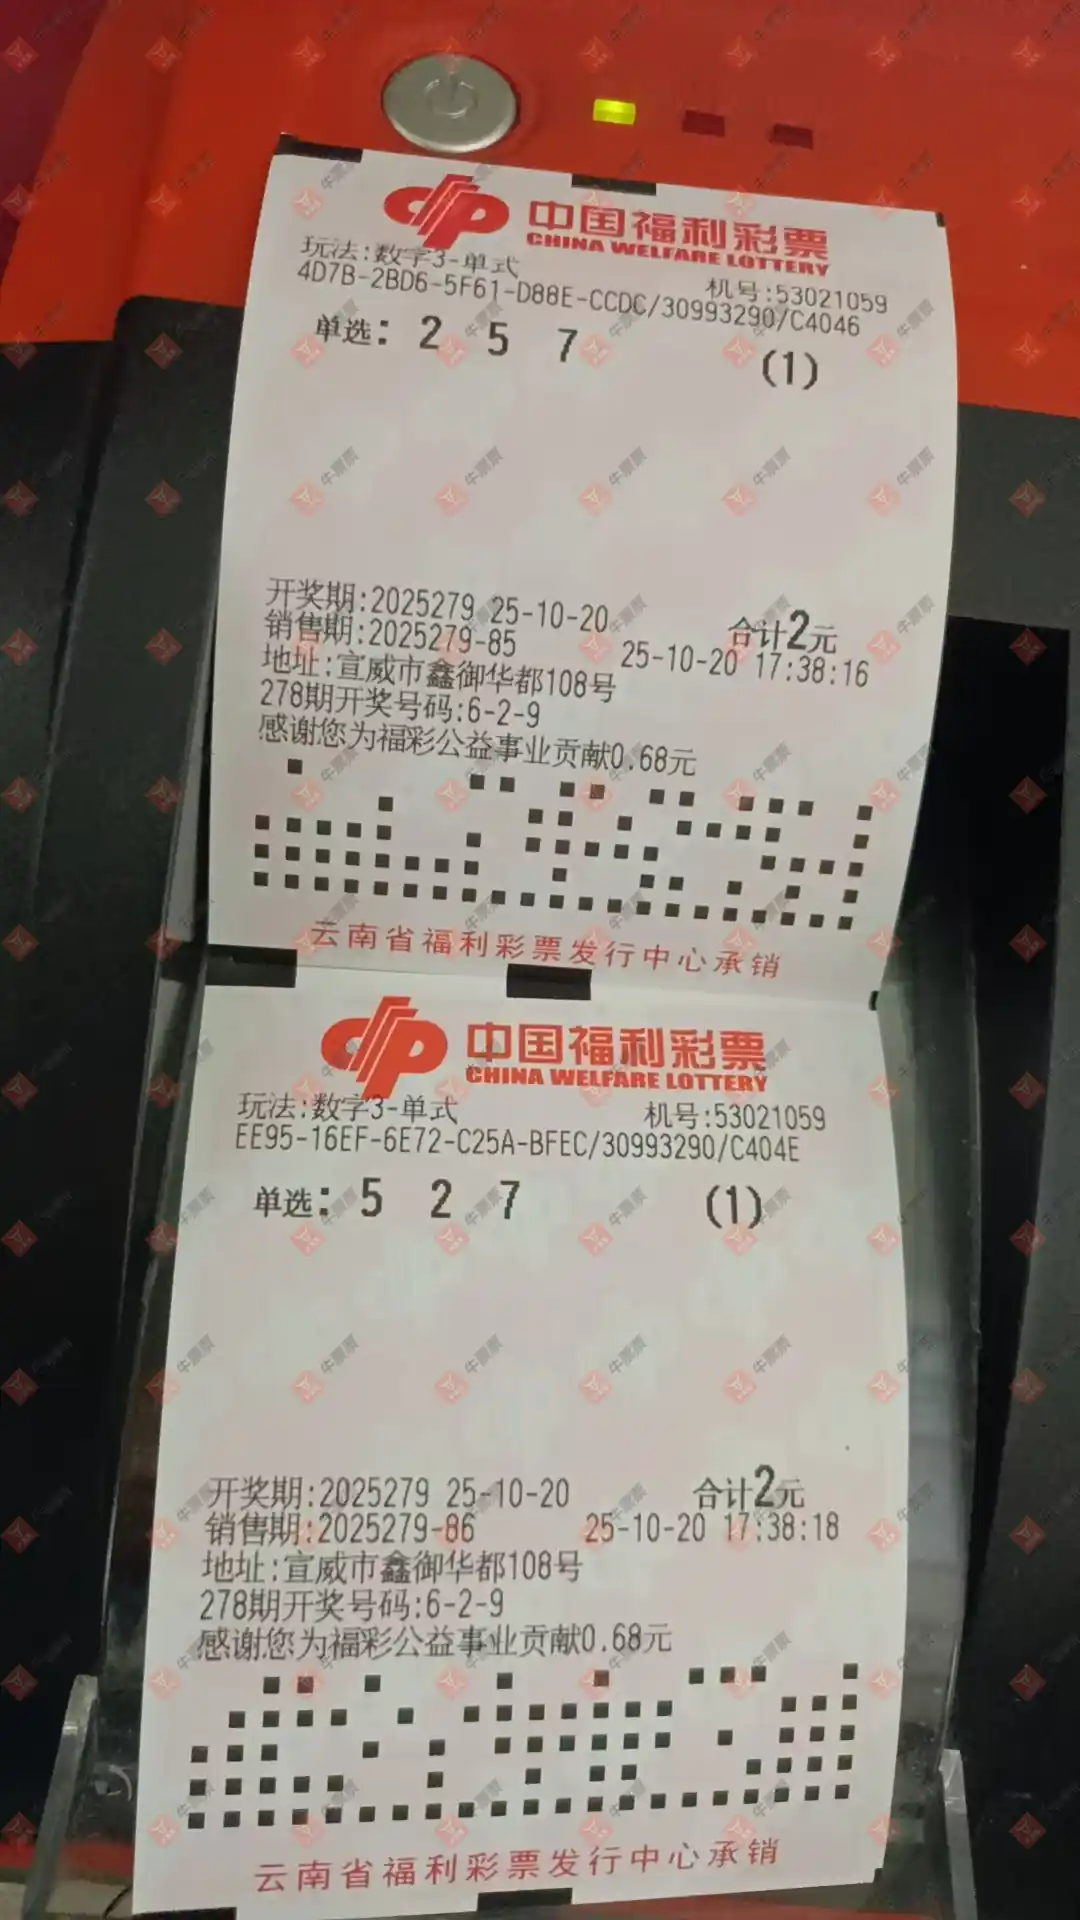 中国福利彩票
CHINA WELFARE LOTTERY
玩法:数字3-单式
机号:53021059
4D7B-2BD6-5F61-D88E-CCDC/30993290/C4046
单选: 2 5 7 (1)
开奖期:2025279 25-10-20
合计2元
销售期:2025279-85
25-10-20 17:38:16
地址:宣威市鑫御华都108号
278期开奖号码:6-2-9
感谢您为福彩公益事业贡献0.68元
云南省福利彩票发行中心承销
中国福利彩票
CHINA WELFARE LOTTERY
玩法:数字3-单式
机号:53021059
EE95-16EF-6E72-C25A-BFEC/30993290/C404E
单选: 5 2 7 (1)
开奖期:2025279 25-10-20
合计2元
销售期:2025279-86
25-10-20 17:38:18
地址:宣威市鑫御华都108号
278期开奖号码:6-2-9
感谢您为福彩公益事业贡献0.68元
云南省福利彩票发行中心承销
牛票票